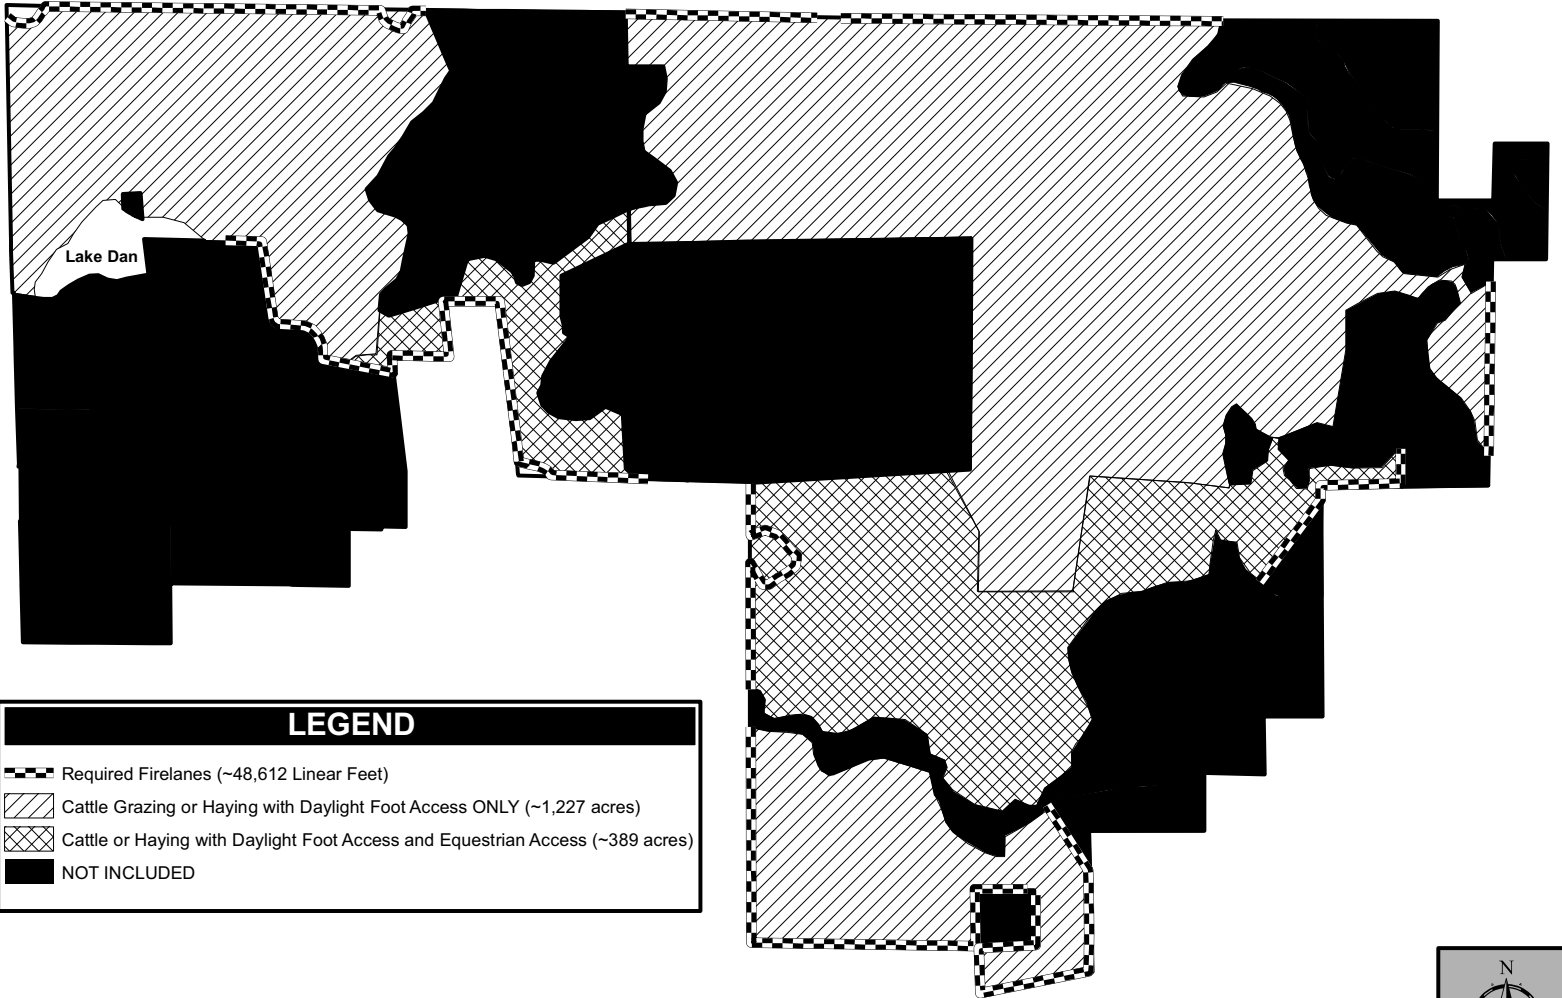 Lake Dan
LEGEND
Required Firelanes (~48,612 Linear Feet)
Cattle Grazing or Haying with Daylight Foot Access ONLY (~1,227 acres)
Cattle or Haying with Daylight Foot Access and Equestrian Access (~389 acres)
NOT INCLUDED
N